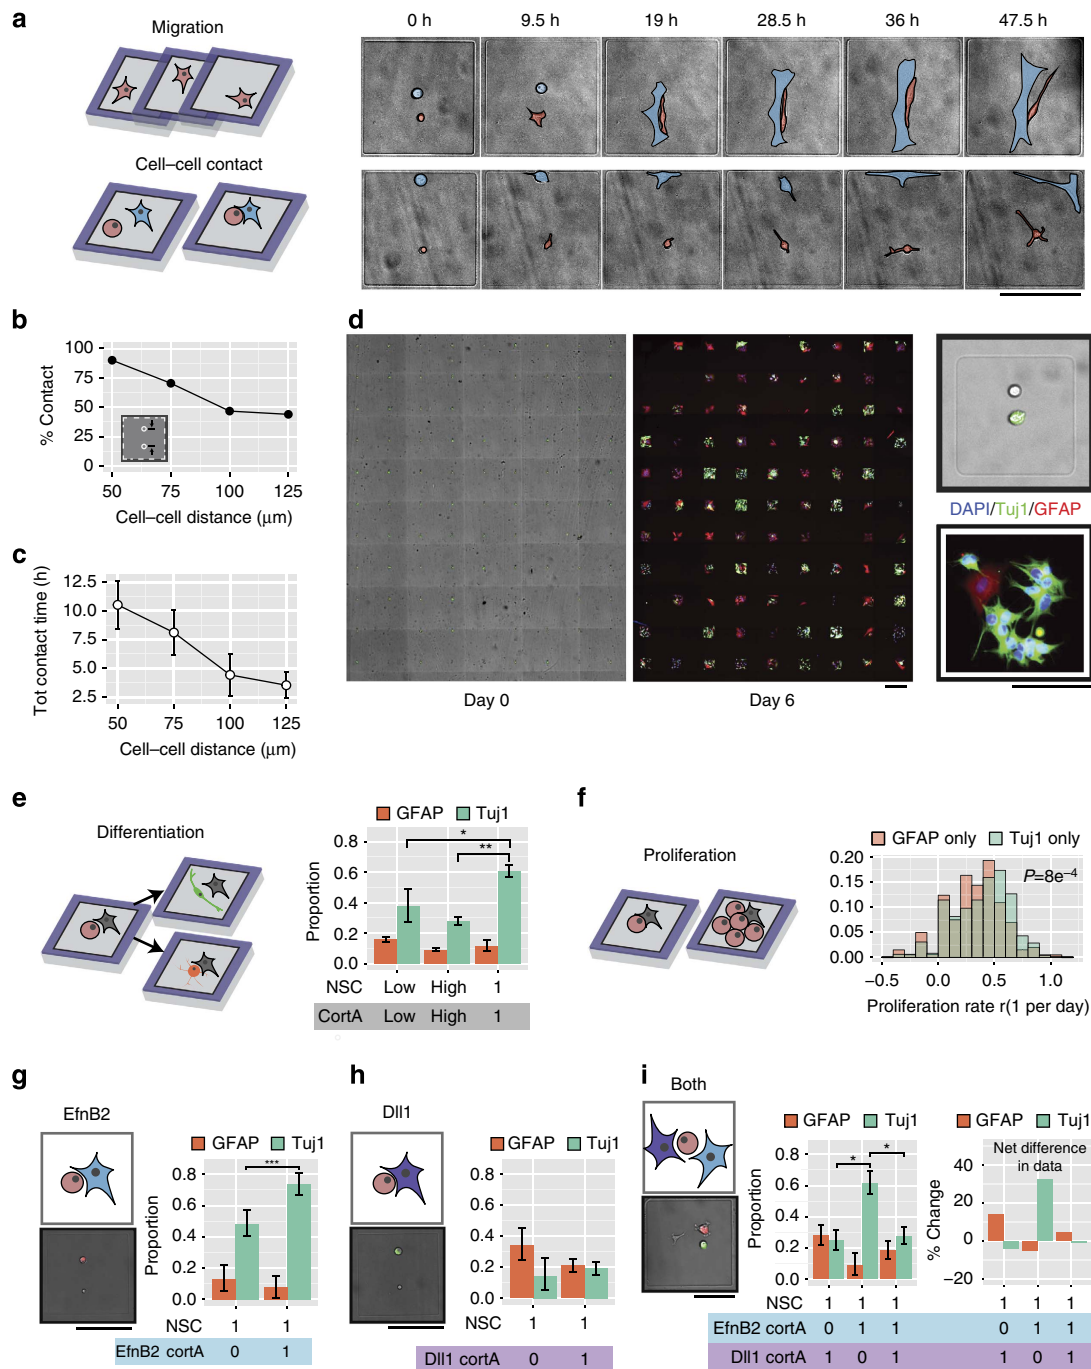 a
Migration
Cell–cell contact
0 h 9.5 h 19 h 28.5 h 36 h 47.5 h
b
% Contact
100
75
50
25
0
50 75 100 125
Cell–cell distance (μm)
c
Tot contact time (h)
12.5
10.0
7.5
5.0
2.5
50 75 100 125
Cell–cell distance (μm)
d
Day 0
Day 6
DAPI/Tuj1/GFAP
e
Differentiation
GFAP Tuj1
Proportion
0.8
0.6
0.4
0.2
0.0
*
**
NSC Low High 1
CortA Low High 1
f
Proliferation
GFAP only Tuj1 only
0.20
0.15
0.10
0.05
0.00
P=8e–4
–0.5 0.0 0.5 1.0
Proliferation rate r(1 per day)
g
EfnB2
GFAP Tuj1
Proportion
0.8
0.6
0.4
0.2
0.0
***
NSC 1 1
EfnB2 cortA 0 1
h
Dll1
GFAP Tuj1
0.8
0.6
0.4
0.2
0.0
NSC 1 1
Dll1 cortA 0 1
i
Both
GFAP Tuj1
Proportion
0.8
0.6
0.4
0.2
0.0
* *
GFAP Tuj1
Net difference
in data
% Change
40
20
0
–20
NSC 1 1 1 1 1 1
EfnB2 cortA 0 1 1 0 1 1
Dll1 cortA 1 0 1 1 0 1